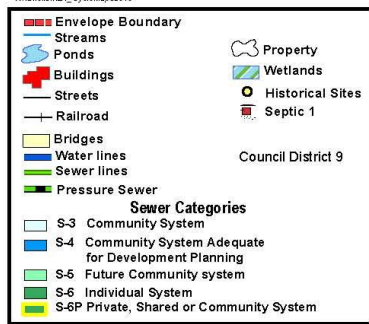 Envelope Boundary
Streams
Ponds
Buildings
Streets
Railroad
Bridges
Water lines
Sewer lines
Pressure Sewer
Property
Wetlands
Historical Sites
Septic 1
Council District 9
Sewer Categories
S-3 Community System
S-4 Community System Adequate
for Development Planning
S-5 Future Community system
S-6 Individual System
S-6P Private, Shared or Community System